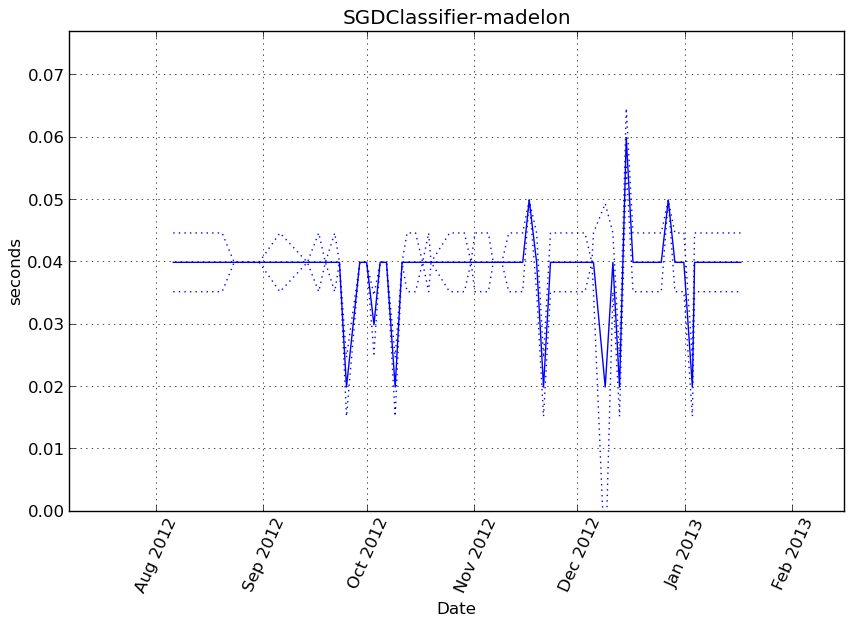 SGDClassifier-madelon
0.07
0.06
0.05
0.04
0.03
0.02
0.01
0.00
seconds
Aug 2012
Sep 2012
Oct 2012
Nov 2012
Dec 2012
Jan 2013
Feb 2013
Date